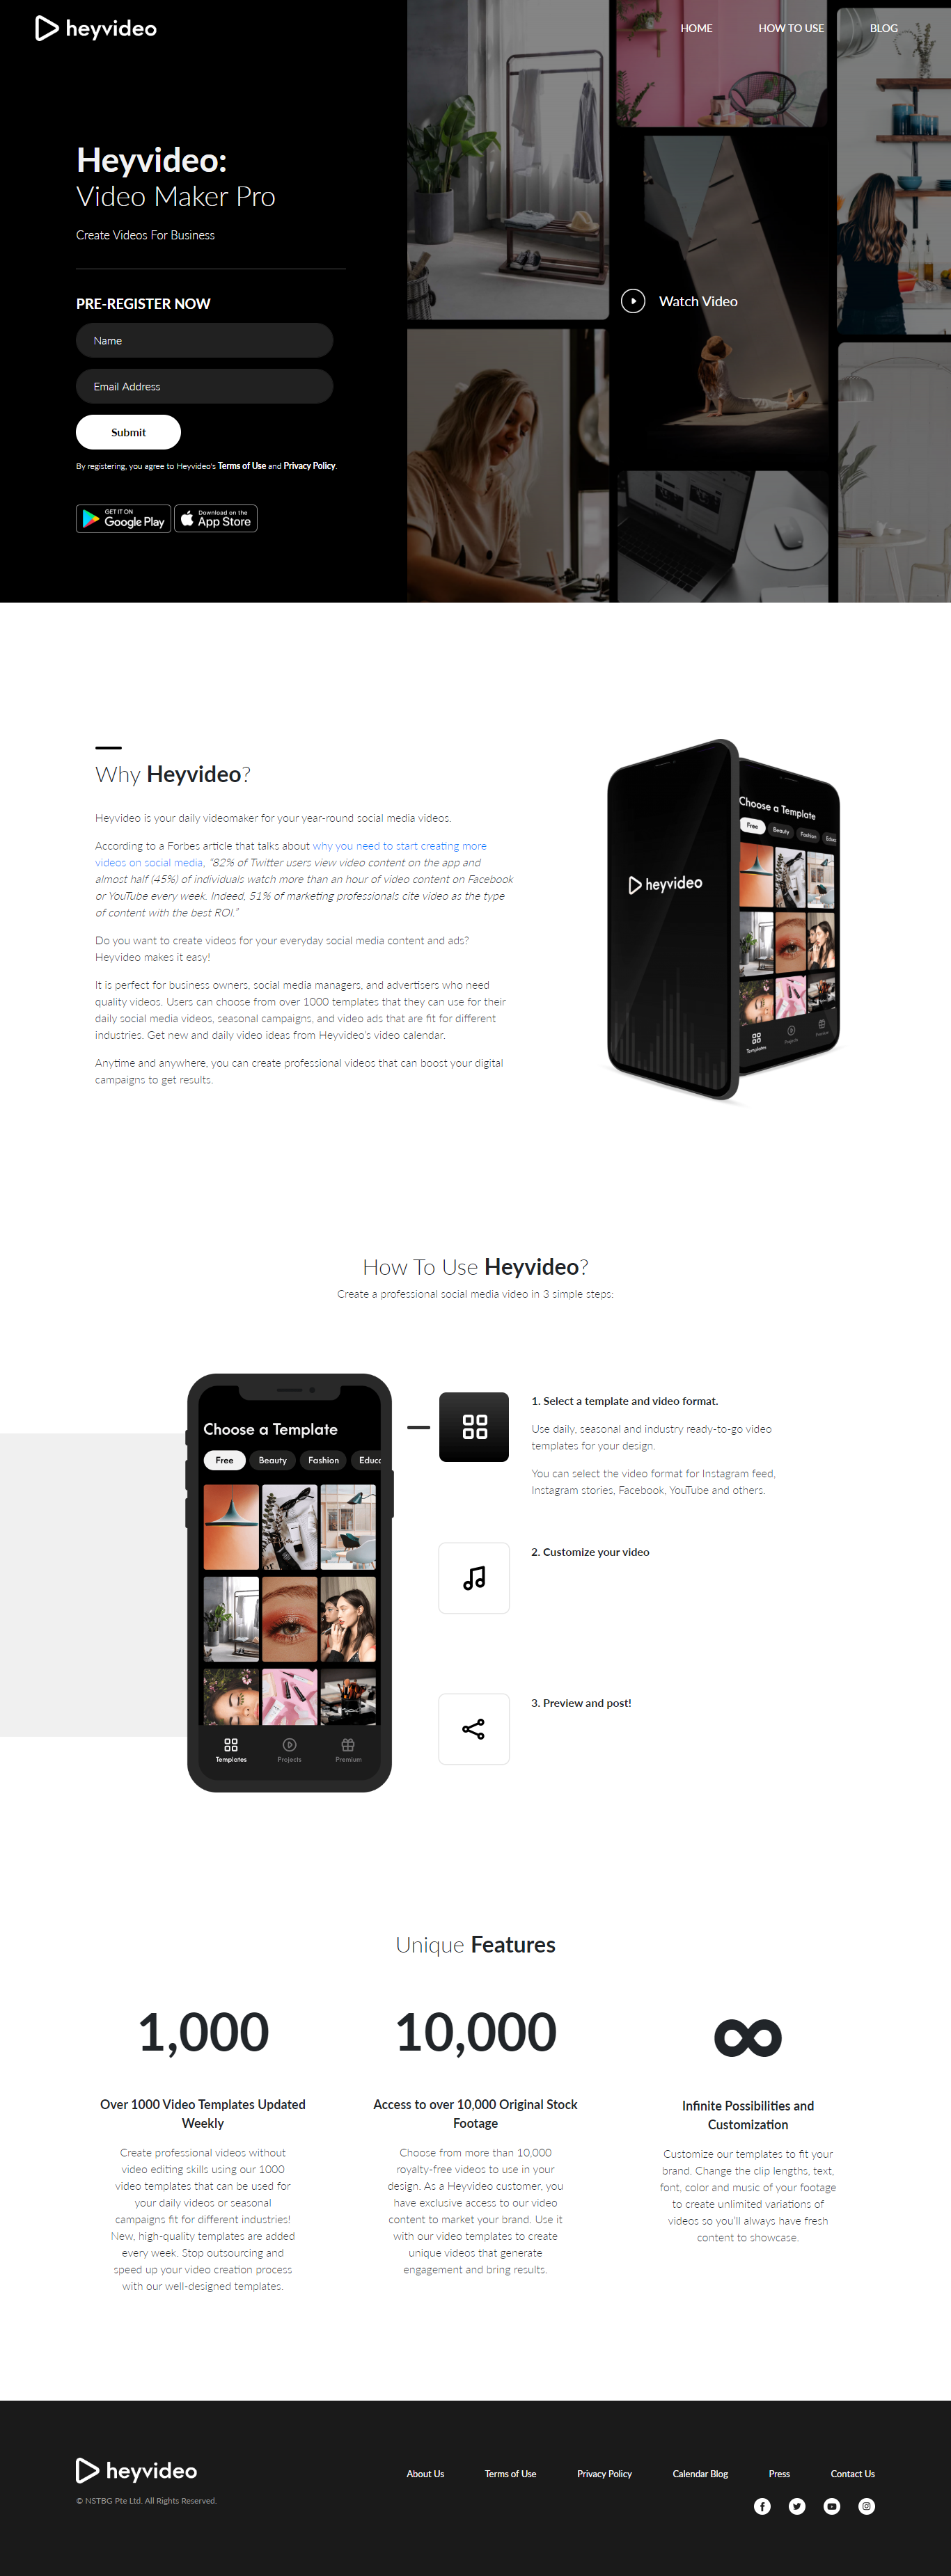 heyvideo
HOME
HOW TO USE
BLOG
Heyvideo:
Video Maker Pro
Create Videos For Business
PRE-REGISTER NOW
Name
Email Address
Submit
By registering, you agree to Heyvideo's Terms of Use and Privacy Policy.
GET IT ON
Google Play
Download on the
App Store
Watch Video
Why Heyvideo?
Heyvideo is your daily videomaker for your year-round social media videos.
According to a Forbes article that talks about why you need to start creating more
videos on social media, "82% of Twitter users view video content on the app and
almost half (45%) of individuals watch more than an hour of video content on Facebook
or YouTube every week. Indeed, 51% of marketing professionals cite video as the type
of content with the best ROI."
Do you want to create videos for your everyday social media content and ads?
Heyvideo makes it easy!
It is perfect for business owners, social media managers, and advertisers who need
quality videos. Users can choose from over 1000 templates that they can use for their
daily social media videos, seasonal campaigns, and video ads that are fit for different
industries. Get new and daily video ideas from Heyvideo's video calendar.
Anytime and anywhere, you can create professional videos that can boost your digital
campaigns to get results.
heyvideo
Choose a Template
Free
Beauty
Fashion
Educ
Templates
Projects
Premium
How To Use Heyvideo?
Create a professional social media video in 3 simple steps:
Choose a Template
Free
Beauty
Fashion
Educ
Templates
Projects
Premium
1. Select a template and video format.
Use daily, seasonal and industry ready-to-go video
templates for your design.
You can select the video format for Instagram feed,
Instagram stories, Facebook, YouTube and others.
2. Customize your video
3. Preview and post!
Unique Features
1,000
Over 1000 Video Templates Updated
Weekly
Create professional videos without
video editing skills using our 1000
video templates that can be used for
your daily videos or seasonal
campaigns fit for different industries!
New, high-quality templates are added
every week. Stop outsourcing and
speed up your video creation process
with our well-designed templates.
10,000
Access to over 10,000 Original Stock
Footage
Choose from more than 10,000
royalty-free videos to use in your
design. As a Heyvideo customer, you
have exclusive access to our video
content to market your brand. Use it
with our video templates to create
unique videos that generate
engagement and bring results.
∞
Infinite Possibilities and
Customization
Customize our templates to fit your
brand. Change the clip lengths, text,
font, color and music of your footage
to create unlimited variations of
videos so you'll always have fresh
content to showcase.
heyvideo
© NSTBG Pte Ltd. All Rights Reserved.
About Us
Terms of Use
Privacy Policy
Calendar Blog
Press
Contact Us